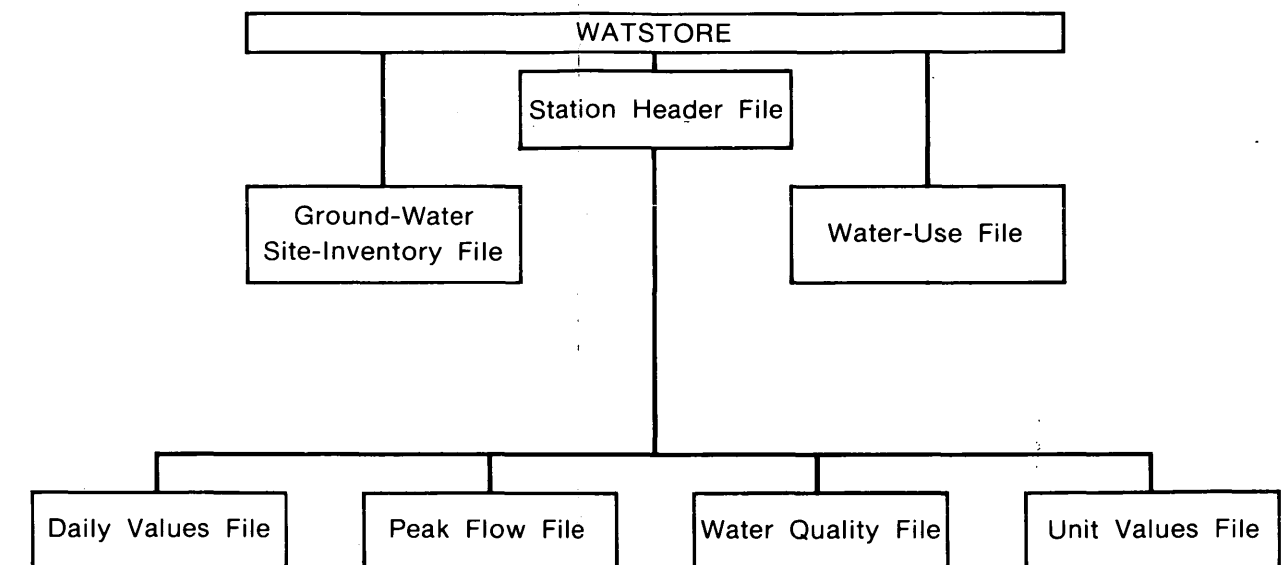 WATSTORE
Station Header File
Ground-Water
Site-Inventory File
Water-Use File
Daily Values File
Peak Flow File
Water Quality File
Unit Values File